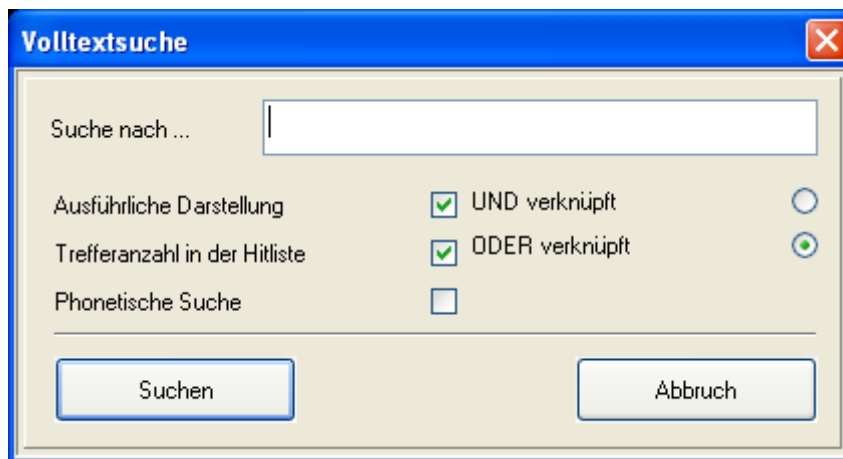 Volltextsuche
Suche nach ...
Ausführliche Darstellung UND verknüpft
Trefferanzahl in der Hitliste ODER verknüpft
Phonetische Suche
Suchen Abbruch